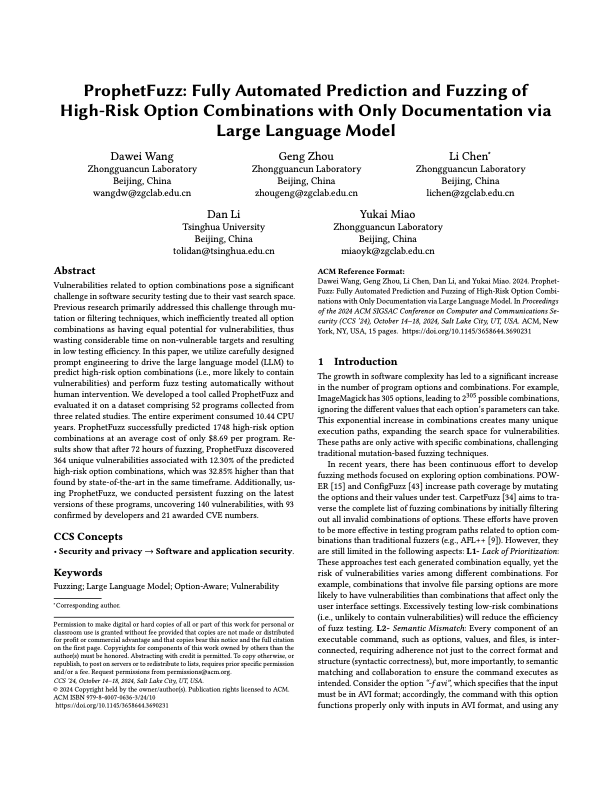 ProphetFuzz: Fully Automated Prediction and Fuzzing of
High-Risk Option Combinations with Only Documentation via
Large Language Model
Dawei Wang
Zhongguancun Laboratory
Beijing, China
wangdw@zgclab.edu.cn
Geng Zhou
Zhongguancun Laboratory
Beijing, China
zhougeng@zgclab.edu.cn
Li Chen*
Zhongguancun Laboratory
Beijing, China
lichen@zgclab.edu.cn
Dan Li
Tsinghua University
Beijing, China
tolidan@tsinghua.edu.cn
Yukai Miao
Zhongguancun Laboratory
Beijing, China
miaoyk@zgclab.edu.cn
Abstract
Vulnerabilities related to option combinations pose a significant
challenge in software security testing due to their vast search space.
Previous research primarily addressed this challenge through mu-
tation or filtering techniques, which inefficiently treated all option
combinations as having equal potential for vulnerabilities, thus
wasting considerable time on non-vulnerable targets and resulting
in low testing efficiency. In this paper, we utilize carefully designed
prompt engineering to drive the large language model (LLM) to
predict high-risk option combinations (i.e., more likely to contain
vulnerabilities) and perform fuzz testing automatically without
human intervention. We developed a tool called ProphetFuzz and
evaluated it on a dataset comprising 52 programs collected from
three related studies. The entire experiment consumed 10.44 CPU
years. ProphetFuzz successfully predicted 1748 high-risk option
combinations at an average cost of only $8.69 per program. Re-
sults show that after 72 hours of fuzzing, ProphetFuzz discovered
364 unique vulnerabilities associated with 12.30% of the predicted
high-risk option combinations, which was 32.85% higher than that
found by state-of-the-art in the same timeframe. Additionally, us-
ing ProphetFuzz, we conducted persistent fuzzing on the latest
versions of these programs, uncovering 140 vulnerabilities, with 93
confirmed by developers and 21 awarded CVE numbers.
CCS Concepts
• Security and privacy → Software and application security.
Keywords
Fuzzing; Large Language Model; Option-Aware; Vulnerability
*Corresponding author.
Permission to make digital or hard copies of all or part of this work for personal or
classroom use is granted without fee provided that copies are not made or distributed
for profit or commercial advantage and that copies bear this notice and the full citation
on the first page. Copyrights for components of this work owned by others than the
author(s) must be honored. Abstracting with credit is permitted. To copy otherwise, or
republish, to post on servers or to redistribute to lists, requires prior specific permission
and/or a fee. Request permissions from permissions@acm.org.
CCS '24, October 14–18, 2024, Salt Lake City, UT, USA.
© 2024 Copyright held by the owner/author(s). Publication rights licensed to ACM.
ACM ISBN 979-8-4007-0636-3/24/10
https://doi.org/10.1145/3658644.3690231
ACM Reference Format:
Dawei Wang, Geng Zhou, Li Chen, Dan Li, and Yukai Miao. 2024. Prophet-
Fuzz: Fully Automated Prediction and Fuzzing of High-Risk Option Combi-
nations with Only Documentation via Large Language Model. In Proceedings
of the 2024 ACM SIGSAC Conference on Computer and Communications Se-
curity (CCS '24), October 14–18, 2024, Salt Lake City, UT, USA. ACM, New
York, NY, USA, 15 pages. https://doi.org/10.1145/3658644.3690231
1 Introduction
The growth in software complexity has led to a significant increase
in the number of program options and combinations. For example,
ImageMagick has 305 options, leading to 2^305 possible combinations,
ignoring the different values that each option's parameters can take.
This exponential increase in combinations creates many unique
execution paths, expanding the search space for vulnerabilities.
These paths are only active with specific combinations, challenging
traditional mutation-based fuzzing techniques.
In recent years, there has been continuous effort to develop
fuzzing methods focused on exploring option combinations. POW-
ER [15] and ConfigFuzz [43] increase path coverage by mutating
the options and their values under test. CarpetFuzz [34] aims to tra-
verse the complete list of fuzzing combinations by initially filtering
out all invalid combinations of options. These efforts have proven
to be more effective in testing program paths related to option com-
binations than traditional fuzzers (e.g., AFL++ [9]). However, they
are still limited in the following aspects: L1- Lack of Prioritization:
These approaches test each generated combination equally, yet the
risk of vulnerabilities varies among different combinations. For
example, combinations that involve file parsing options are more
likely to have vulnerabilities than combinations that affect only the
user interface settings. Excessively testing low-risk combinations
(i.e., unlikely to contain vulnerabilities) will reduce the efficiency
of fuzz testing. L2- Semantic Mismatch: Every component of an
executable command, such as options, values, and files, is inter-
connected, requiring adherence not just to the correct format and
structure (syntactic correctness), but, more importantly, to semantic
matching and collaboration to ensure the command executes as
intended. Consider the option "-f avi", which specifies that the input
must be in AVI format; accordingly, the command with this option
functions properly only with inputs in AVI format, and using any